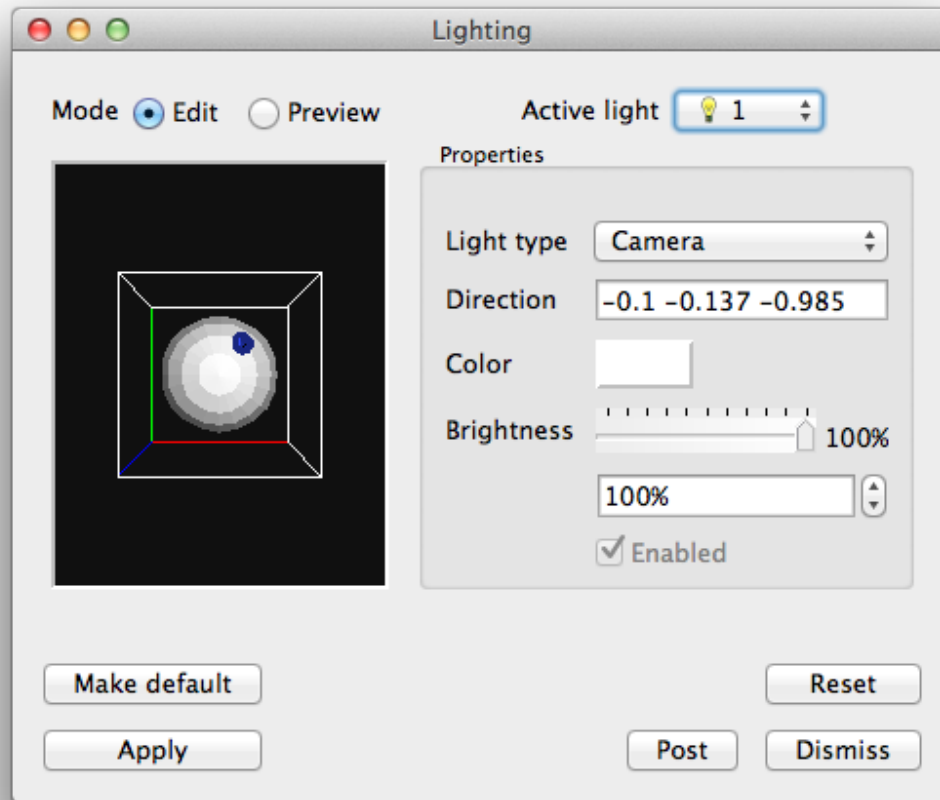 Lighting
Mode Edit Preview Active light 1
Properties
Light type Camera
Direction -0.1 -0.137 -0.985
Color
Brightness 100%
100%
Enabled
Make default Reset
Apply Post Dismiss